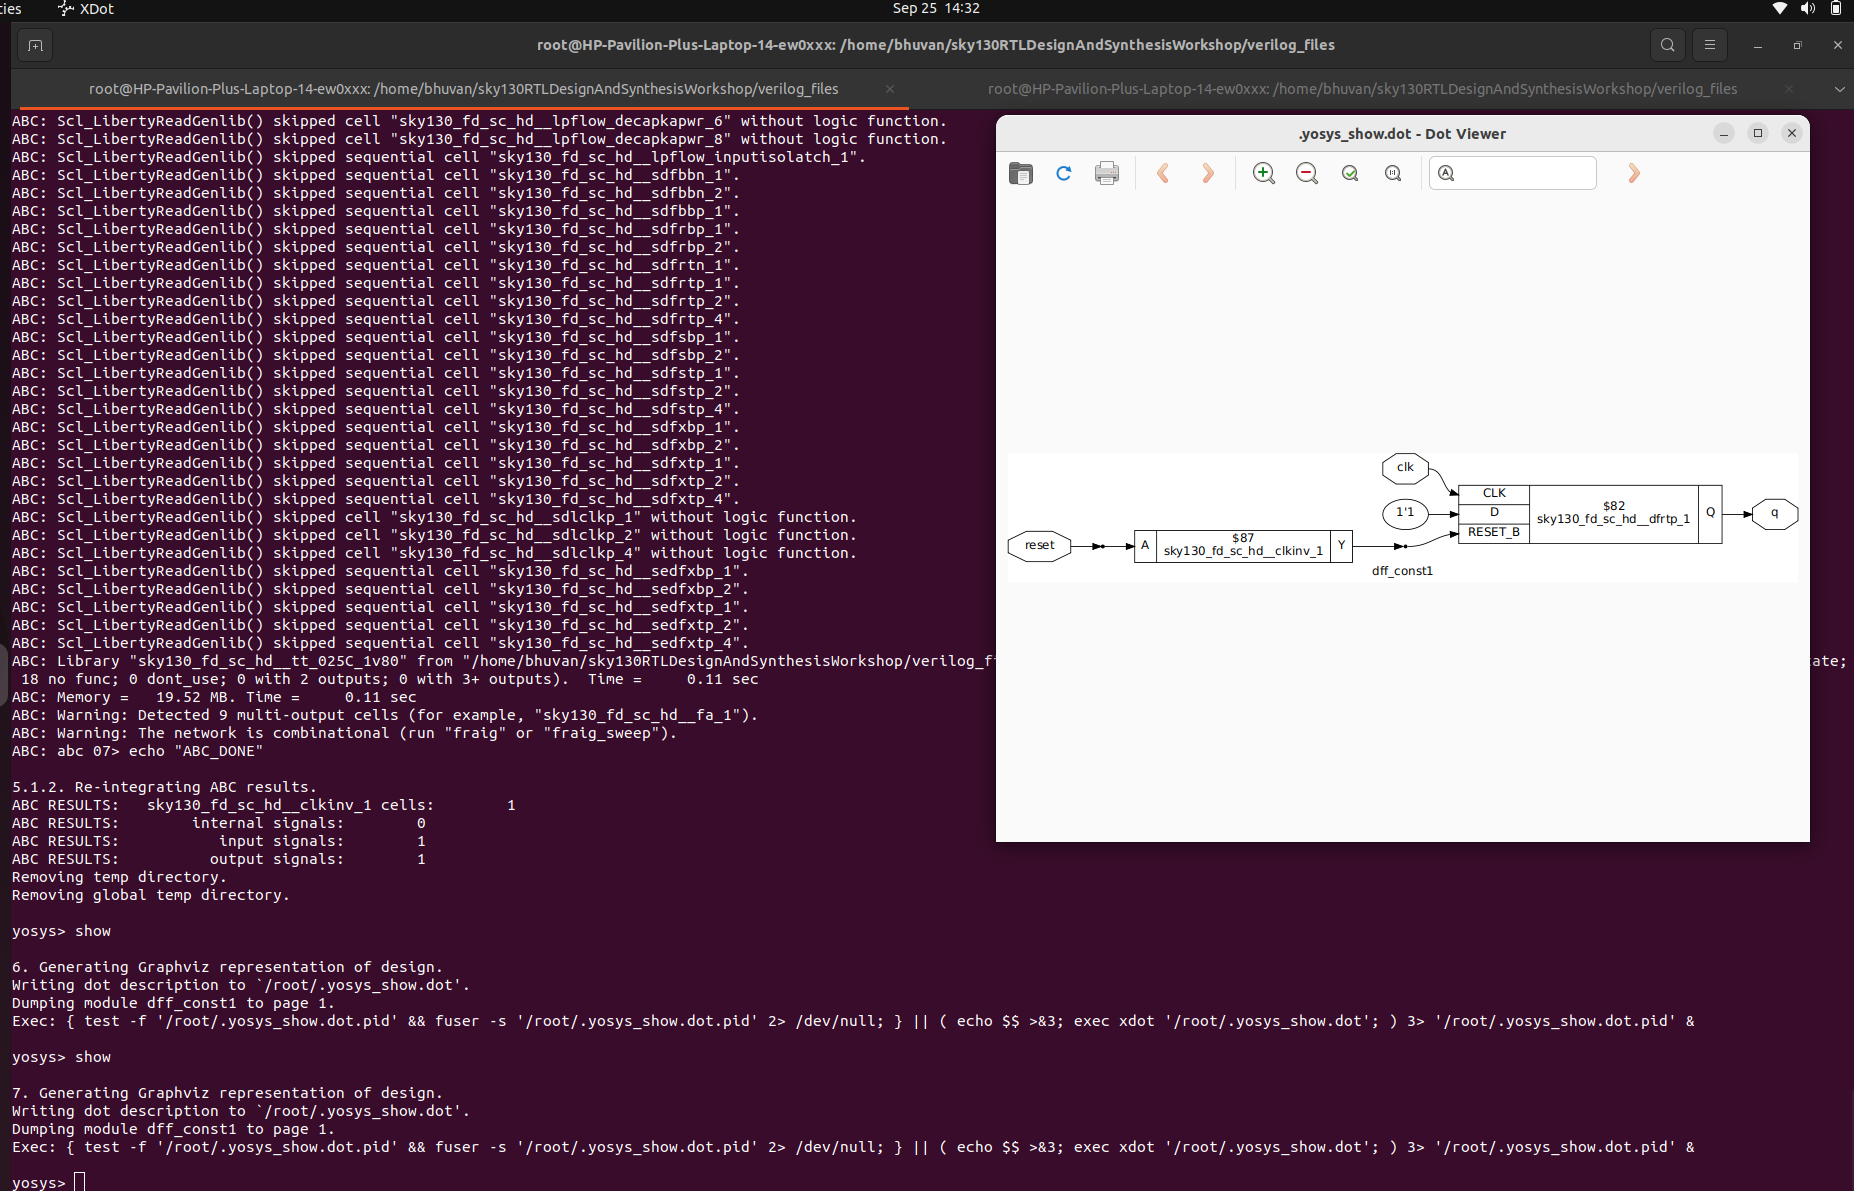 ties XDot Sep 25 14:32
root@HP-Pavilion-Plus-Laptop-14-ew0xxx: /home/bhuvan/sky130RTLDesignAndSynthesisWorkshop/verilog_files
root@HP-Pavilion-Plus-Laptop-14-ew0xxx: /home/bhuvan/sky130RTLDesignAndSynthesisWorkshop/verilog_files × root@HP-Pavilion-Plus-Laptop-14-ew0xxx: /home/bhuvan/sky130RTLDesignAndSynthesisWorkshop/verilog_files ×
ABC: Scl_LibertyReadGenlib() skipped cell "sky130_fd_sc_hd__lpflow_decapkapwr_6" without logic function.
ABC: Scl_LibertyReadGenlib() skipped cell "sky130_fd_sc_hd__lpflow_decapkapwr_8" without logic function.
ABC: Scl_LibertyReadGenlib() skipped sequential cell "sky130_fd_sc_hd__lpflow_inputisolatch_1".
ABC: Scl_LibertyReadGenlib() skipped sequential cell "sky130_fd_sc_hd__sdfbbn_1".
ABC: Scl_LibertyReadGenlib() skipped sequential cell "sky130_fd_sc_hd__sdfbbn_2".
ABC: Scl_LibertyReadGenlib() skipped sequential cell "sky130_fd_sc_hd__sdfbbp_1".
ABC: Scl_LibertyReadGenlib() skipped sequential cell "sky130_fd_sc_hd__sdfrbp_1".
ABC: Scl_LibertyReadGenlib() skipped sequential cell "sky130_fd_sc_hd__sdfrbp_2".
ABC: Scl_LibertyReadGenlib() skipped sequential cell "sky130_fd_sc_hd__sdfrtn_1".
ABC: Scl_LibertyReadGenlib() skipped sequential cell "sky130_fd_sc_hd__sdfrtp_1".
ABC: Scl_LibertyReadGenlib() skipped sequential cell "sky130_fd_sc_hd__sdfrtp_2".
ABC: Scl_LibertyReadGenlib() skipped sequential cell "sky130_fd_sc_hd__sdfrtp_4".
ABC: Scl_LibertyReadGenlib() skipped sequential cell "sky130_fd_sc_hd__sdfsbp_1".
ABC: Scl_LibertyReadGenlib() skipped sequential cell "sky130_fd_sc_hd__sdfsbp_2".
ABC: Scl_LibertyReadGenlib() skipped sequential cell "sky130_fd_sc_hd__sdfstp_1".
ABC: Scl_LibertyReadGenlib() skipped sequential cell "sky130_fd_sc_hd__sdfstp_2".
ABC: Scl_LibertyReadGenlib() skipped sequential cell "sky130_fd_sc_hd__sdfstp_4".
ABC: Scl_LibertyReadGenlib() skipped sequential cell "sky130_fd_sc_hd__sdfxbp_1".
ABC: Scl_LibertyReadGenlib() skipped sequential cell "sky130_fd_sc_hd__sdfxbp_2".
ABC: Scl_LibertyReadGenlib() skipped sequential cell "sky130_fd_sc_hd__sdfxtp_1".
ABC: Scl_LibertyReadGenlib() skipped sequential cell "sky130_fd_sc_hd__sdfxtp_2".
ABC: Scl_LibertyReadGenlib() skipped sequential cell "sky130_fd_sc_hd__sdfxtp_4".
ABC: Scl_LibertyReadGenlib() skipped cell "sky130_fd_sc_hd__sdlclkp_1" without logic function.
ABC: Scl_LibertyReadGenlib() skipped cell "sky130_fd_sc_hd__sdlclkp_2" without logic function.
ABC: Scl_LibertyReadGenlib() skipped cell "sky130_fd_sc_hd__sdlclkp_4" without logic function.
ABC: Scl_LibertyReadGenlib() skipped sequential cell "sky130_fd_sc_hd__sedfxbp_1".
ABC: Scl_LibertyReadGenlib() skipped sequential cell "sky130_fd_sc_hd__sedfxbp_2".
ABC: Scl_LibertyReadGenlib() skipped sequential cell "sky130_fd_sc_hd__sedfxtp_1".
ABC: Scl_LibertyReadGenlib() skipped sequential cell "sky130_fd_sc_hd__sedfxtp_2".
ABC: Scl_LibertyReadGenlib() skipped sequential cell "sky130_fd_sc_hd__sedfxtp_4".
ABC: Library "sky130_fd_sc_hd__tt_025C_1v80" from "/home/bhuvan/sky130RTLDesignAndSynthesisWorkshop/verilog_f ate;
18 no func; 0 dont_use; 0 with 2 outputs; 0 with 3+ outputs). Time = 0.11 sec
ABC: Memory = 19.52 MB. Time = 0.11 sec
ABC: Warning: Detected 9 multi-output cells (for example, "sky130_fd_sc_hd__fa_1").
ABC: Warning: The network is combinational (run "fraig" or "fraig_sweep").
ABC: abc 07> echo "ABC_DONE"
5.1.2. Re-integrating ABC results.
ABC RESULTS: sky130_fd_sc_hd__clkinv_1 cells: 1
ABC RESULTS: internal signals: 0
ABC RESULTS: input signals: 1
ABC RESULTS: output signals: 1
Removing temp directory.
Removing global temp directory.
yosys> show
6. Generating Graphviz representation of design.
Writing dot description to `/root/.yosys_show.dot'.
Dumping module dff_const1 to page 1.
Exec: { test -f '/root/.yosys_show.dot.pid' && fuser -s '/root/.yosys_show.dot.pid' 2> /dev/null; } || ( echo $$ >&3; exec xdot '/root/.yosys_show.dot'; ) 3> '/root/.yosys_show.dot.pid' &
yosys> show
7. Generating Graphviz representation of design.
Writing dot description to `/root/.yosys_show.dot'.
Dumping module dff_const1 to page 1.
Exec: { test -f '/root/.yosys_show.dot.pid' && fuser -s '/root/.yosys_show.dot.pid' 2> /dev/null; } || ( echo $$ >&3; exec xdot '/root/.yosys_show.dot'; ) 3> '/root/.yosys_show.dot.pid' &
yosys>
.yosys_show.dot - Dot Viewer
clk
CLK
1'1
D
RESET_B
$82
sky130_fd_sc_hd__dfrtp_1
Q
q
reset
A
$87
sky130_fd_sc_hd__clkinv_1
Y
dff_const1